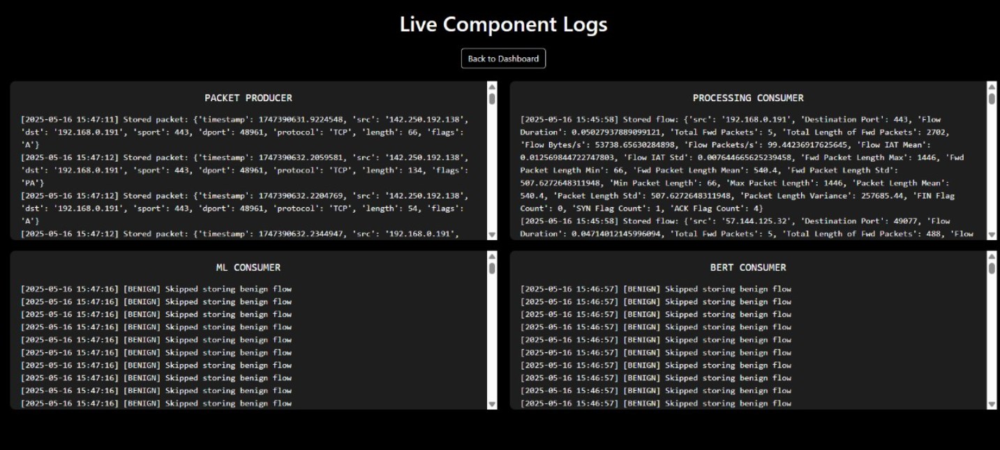 Live Component Logs
Back to Dashboard
PACKET PRODUCER
[2025-05-16 15:47:11] Stored packet: {'timestamp': 1747390631.9224548, 'src': '142.250.192.138',
'dst': '192.168.0.191', 'sport': 443, 'dport': 48961, 'protocol': 'TCP', 'length': 66, 'flags':
'A'}
[2025-05-16 15:47:12] Stored packet: {'timestamp': 1747390632.2059581, 'src': '142.250.192.138',
'dst': '192.168.0.191', 'sport': 443, 'dport': 48961, 'protocol': 'TCP', 'length': 134, 'flags':
'PA'}
[2025-05-16 15:47:12] Stored packet: {'timestamp': 1747390632.2204769, 'src': '142.250.192.138',
'dst': '192.168.0.191', 'sport': 443, 'dport': 48961, 'protocol': 'TCP', 'length': 54, 'flags':
'A'}
[2025-05-16 15:47:12] Stored packet: {'timestamp': 1747390632.2344947, 'src': '192.168.0.191',
PROCESSING CONSUMER
[2025-05-16 15:45:58] Stored flow: {'src': '192.168.0.191', 'Destination Port': 443, 'Flow
Duration': 0.05027937889099121, 'Total Fwd Packets': 5, 'Total Length of Fwd Packets': 2702,
'Flow Bytes/s': 53738.65630284898, 'Flow Packets/s': 99.44236917625645, 'Flow IAT Mean':
0.012569844722747803, 'Flow IAT Std': 0.007644665625239458, 'Fwd Packet Length Max': 1446, 'Fwd
Packet Length Min': 66, 'Fwd Packet Length Mean': 540.4, 'Fwd Packet Length Std':
507.6272648311948, 'Min Packet Length': 66, 'Max Packet Length': 1446, 'Packet Length Mean':
540.4, 'Packet Length Std': 507.6272648311948, 'Packet Length Variance': 257685.44, 'FIN Flag
Count': 0, 'SYN Flag Count': 1, 'ACK Flag Count': 4}
[2025-05-16 15:45:58] Stored flow: {'src': '57.144.125.32', 'Destination Port': 49077, 'Flow
Duration': 0.04714012145996094, 'Total Fwd Packets': 5, 'Total Length of Fwd Packets': 488, 'Flow
ML CONSUMER
[2025-05-16 15:47:16] [BENIGN] Skipped storing benign flow
[2025-05-16 15:47:16] [BENIGN] Skipped storing benign flow
[2025-05-16 15:47:16] [BENIGN] Skipped storing benign flow
[2025-05-16 15:47:16] [BENIGN] Skipped storing benign flow
[2025-05-16 15:47:16] [BENIGN] Skipped storing benign flow
[2025-05-16 15:47:16] [BENIGN] Skipped storing benign flow
[2025-05-16 15:47:16] [BENIGN] Skipped storing benign flow
[2025-05-16 15:47:16] [BENIGN] Skipped storing benign flow
[2025-05-16 15:47:16] [BENIGN] Skipped storing benign flow
[2025-05-16 15:47:16] [BENIGN] Skipped storing benign flow
BERT CONSUMER
[2025-05-16 15:46:57] [BENIGN] Skipped storing benign flow
[2025-05-16 15:46:57] [BENIGN] Skipped storing benign flow
[2025-05-16 15:46:57] [BENIGN] Skipped storing benign flow
[2025-05-16 15:46:57] [BENIGN] Skipped storing benign flow
[2025-05-16 15:46:57] [BENIGN] Skipped storing benign flow
[2025-05-16 15:46:57] [BENIGN] Skipped storing benign flow
[2025-05-16 15:46:57] [BENIGN] Skipped storing benign flow
[2025-05-16 15:46:57] [BENIGN] Skipped storing benign flow
[2025-05-16 15:46:57] [BENIGN] Skipped storing benign flow
[2025-05-16 15:46:57] [BENIGN] Skipped storing benign flow